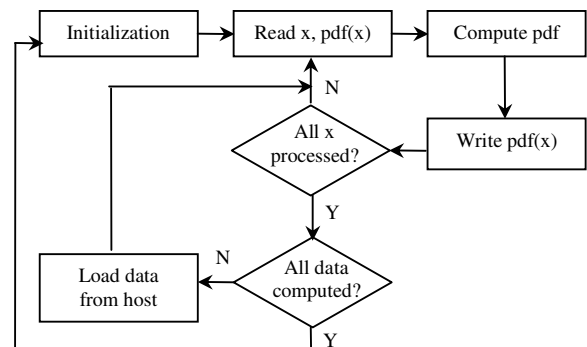 Initialization
Read x, pdf(x)
Compute pdf
N
All x
processed?
Write pdf(x)
Y
N
All data
computed?
Load data
from host
Y